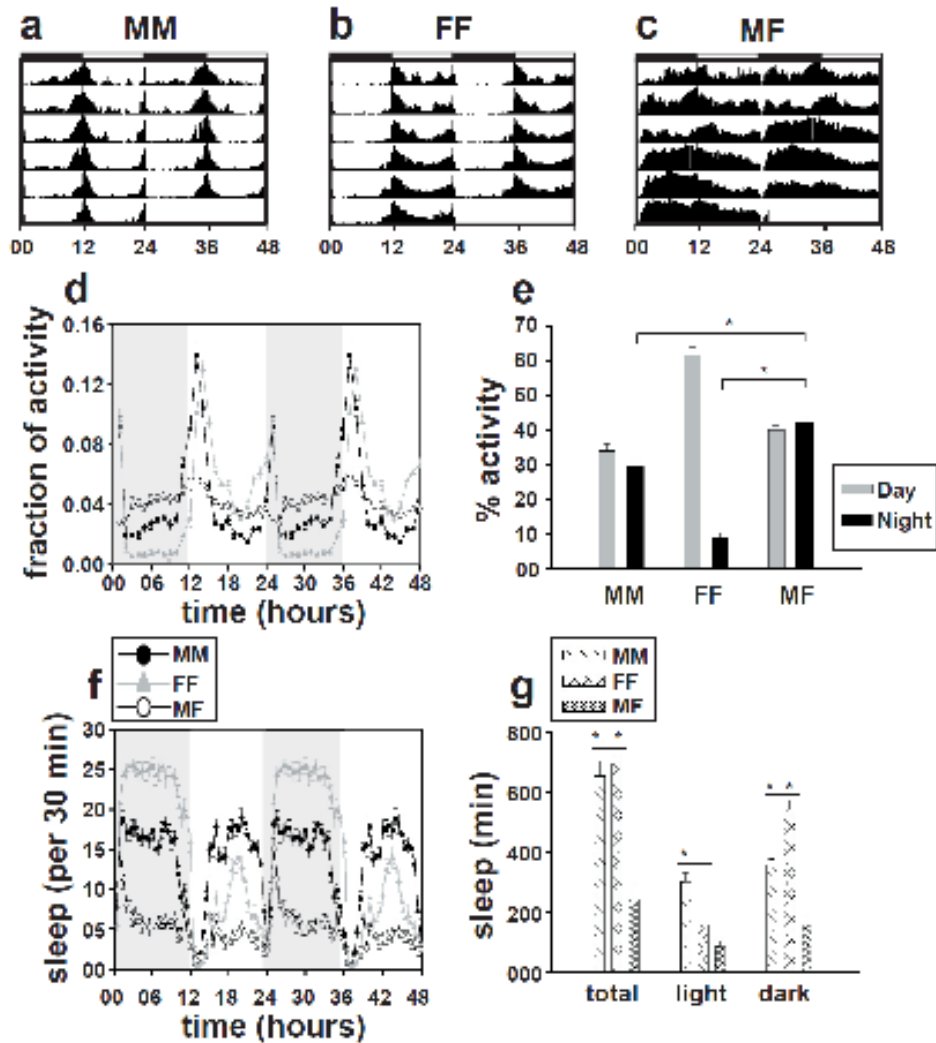 a MM
b FF
c MF
00 12 24 36 48
00 12 24 36 48
00 12 24 36 48
d
fraction of activity
0.16
0.12
0.08
0.04
0.00
00 06 12 18 24 30 36 42 48
time (hours)
e
% activity
70
60
50
40
30
20
10
00
*
*
MM FF MF
Day
Night
f
MM
FF
MF
sleep (per 30 min)
30
25
20
15
10
05
00
00 06 12 18 24 30 36 42 48
time (hours)
g
MM
FF
MF
sleep (min)
800
600
400
200
000
* *
*
* *
total light dark